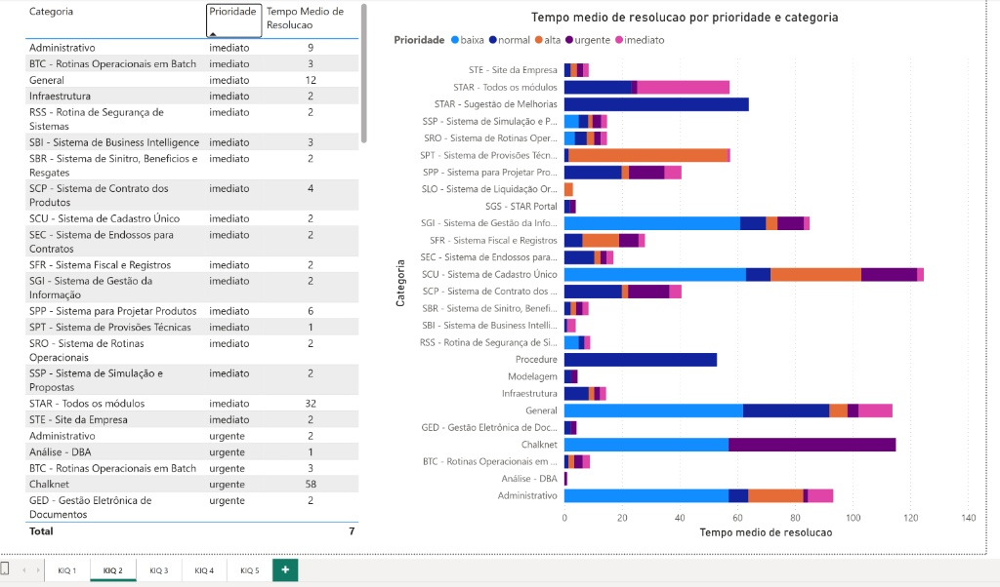 Categoria Prioridade Tempo Medio de
Resolucao
Administrativo imediato 9
BTC - Rotinas Operacionais em Batch imediato 3
General imediato 12
Infraestrutura imediato 2
RSS - Rotina de Segurança de imediato 2
Sistemas
SBI - Sistema de Business Intelligence imediato 3
SBR - Sistema de Sinitro, Beneficios e imediato 2
Resgates
SCP - Sistema de Contrato dos imediato 4
Produtos
SCU - Sistema de Cadastro Único imediato 2
SEC - Sistema de Endossos para imediato 2
Contratos
SFR - Sistema Fiscal e Registros imediato 2
SGI - Sistema de Gestão da imediato 2
Informação
SPP - Sistema para Projetar Produtos imediato 6
SPT - Sistema de Provisões Técnicas imediato 1
SRO - Sistema de Rotinas imediato 2
Operacionais
SSP - Sistema de Simulação e imediato 2
Propostas
STAR - Todos os módulos imediato 32
STE - Site da Empresa imediato 2
Administrativo urgente 2
Análise - DBA urgente 1
BTC - Rotinas Operacionais em Batch urgente 3
Chalknet urgente 58
GED - Gestão Eletrônica de urgente 2
Documentos
Total 7
Tempo medio de resolucao por prioridade e categoria
Prioridade baixa normal alta urgente imediato
Categoria
STE - Site da Empresa
STAR - Todos os módulos
STAR - Sugestão de Melhorias
SSP - Sistema de Simulação e P...
SRO - Sistema de Rotinas Oper...
SPT - Sistema de Provisões Técn...
SPP - Sistema para Projetar Pro...
SLO - Sistema de Liquidação Or...
SGS - STAR Portal
SGI - Sistema de Gestão da Info...
SFR - Sistema Fiscal e Registros
SEC - Sistema de Endossos para...
SCU - Sistema de Cadastro Único
SCP - Sistema de Contrato dos ...
SBR - Sistema de Sinitro, Benefi...
SBI - Sistema de Business Intelli...
RSS - Rotina de Segurança de Si...
Procedure
Modelagem
Infraestrutura
General
GED - Gestão Eletrônica de Doc...
Chalknet
BTC - Rotinas Operacionais em ...
Análise - DBA
Administrativo
0 20 40 60 80 100 120 140
Tempo medio de resolucao
KIQ 1 KIQ 2 KIQ 3 KIQ 4 KIQ 5 +